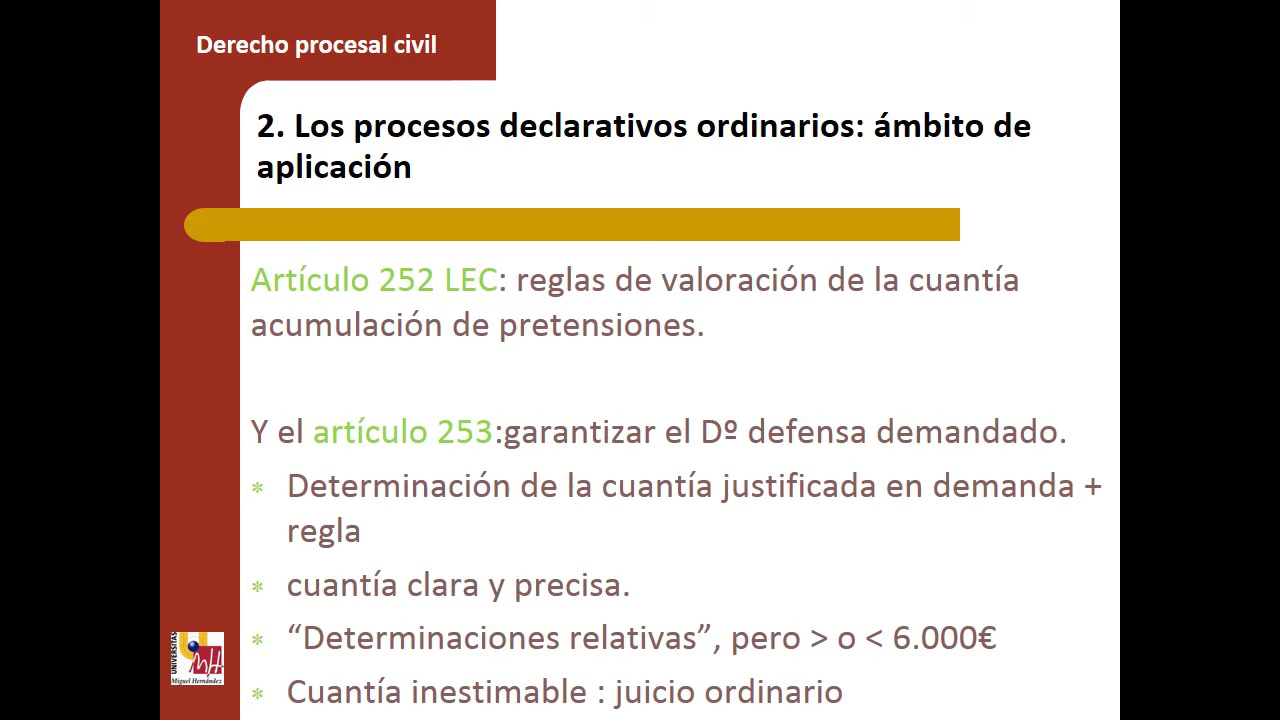 Derecho procesal civil
2. Los procesos declarativos ordinarios: ámbito de
aplicación
Artículo 252 LEC: reglas de valoración de la cuantía
acumulación de pretensiones.
Y el artículo 253:garantizar el Dº defensa demandado.
* Determinación de la cuantía justificada en demanda +
regla
* cuantía clara y precisa.
* “Determinaciones relativas”, pero > o < 6.000€
* Cuantía inestimable : juicio ordinario
UNIVERSITAS
Miguel Hernández